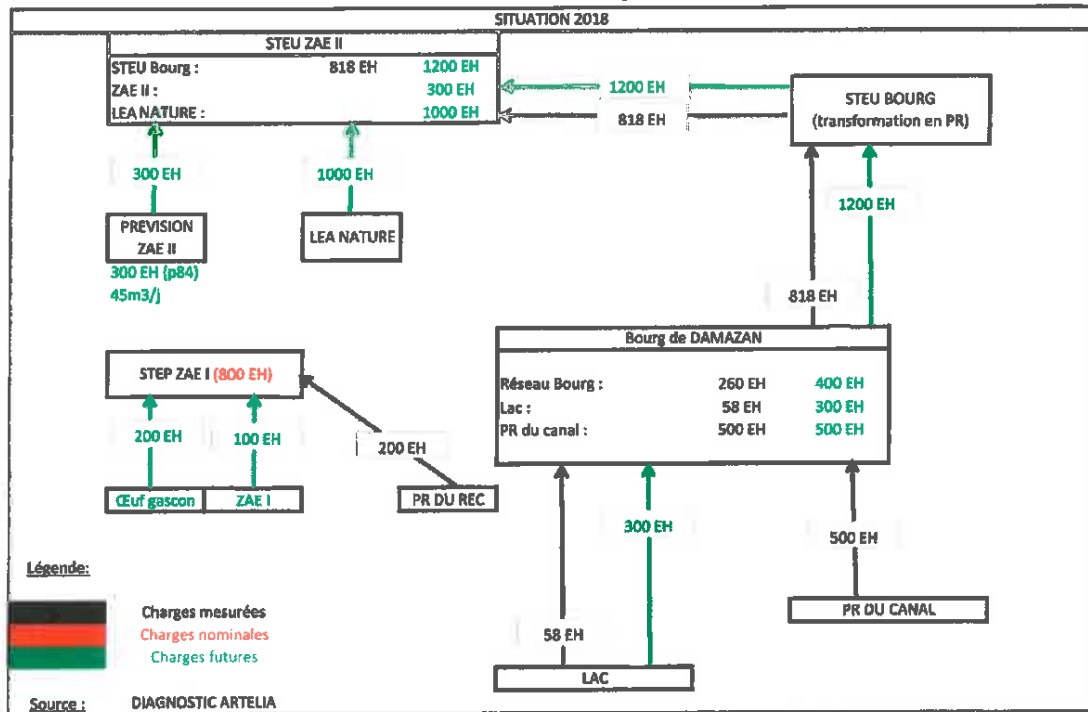 SITUATION 2018
STEU ZAE II
STEU Bourg : 818 EH 1200 EH
ZAE II : 300 EH
LEA NATURE : 1000 EH
1200 EH
818 EH
STEU BOURG
(transformation en PR)
300 EH
1000 EH
1200 EH
PREVISION
ZAE II
LEA NATURE
300 EH (p84)
45m3/j
818 EH
Bourg de DAMAZAN
Réseau Bourg : 260 EH 400 EH
Lac : 58 EH 300 EH
PR du canal : 500 EH 500 EH
STEP ZAE I (800 EH)
200 EH
100 EH
200 EH
Œuf gascon
ZAE I
PR DU REC
300 EH
500 EH
Légende:
Charges mesurées
Charges nominales
Charges futures
PR DU CANAL
58 EH
LAC
Source : DIAGNOSTIC ARTELIA